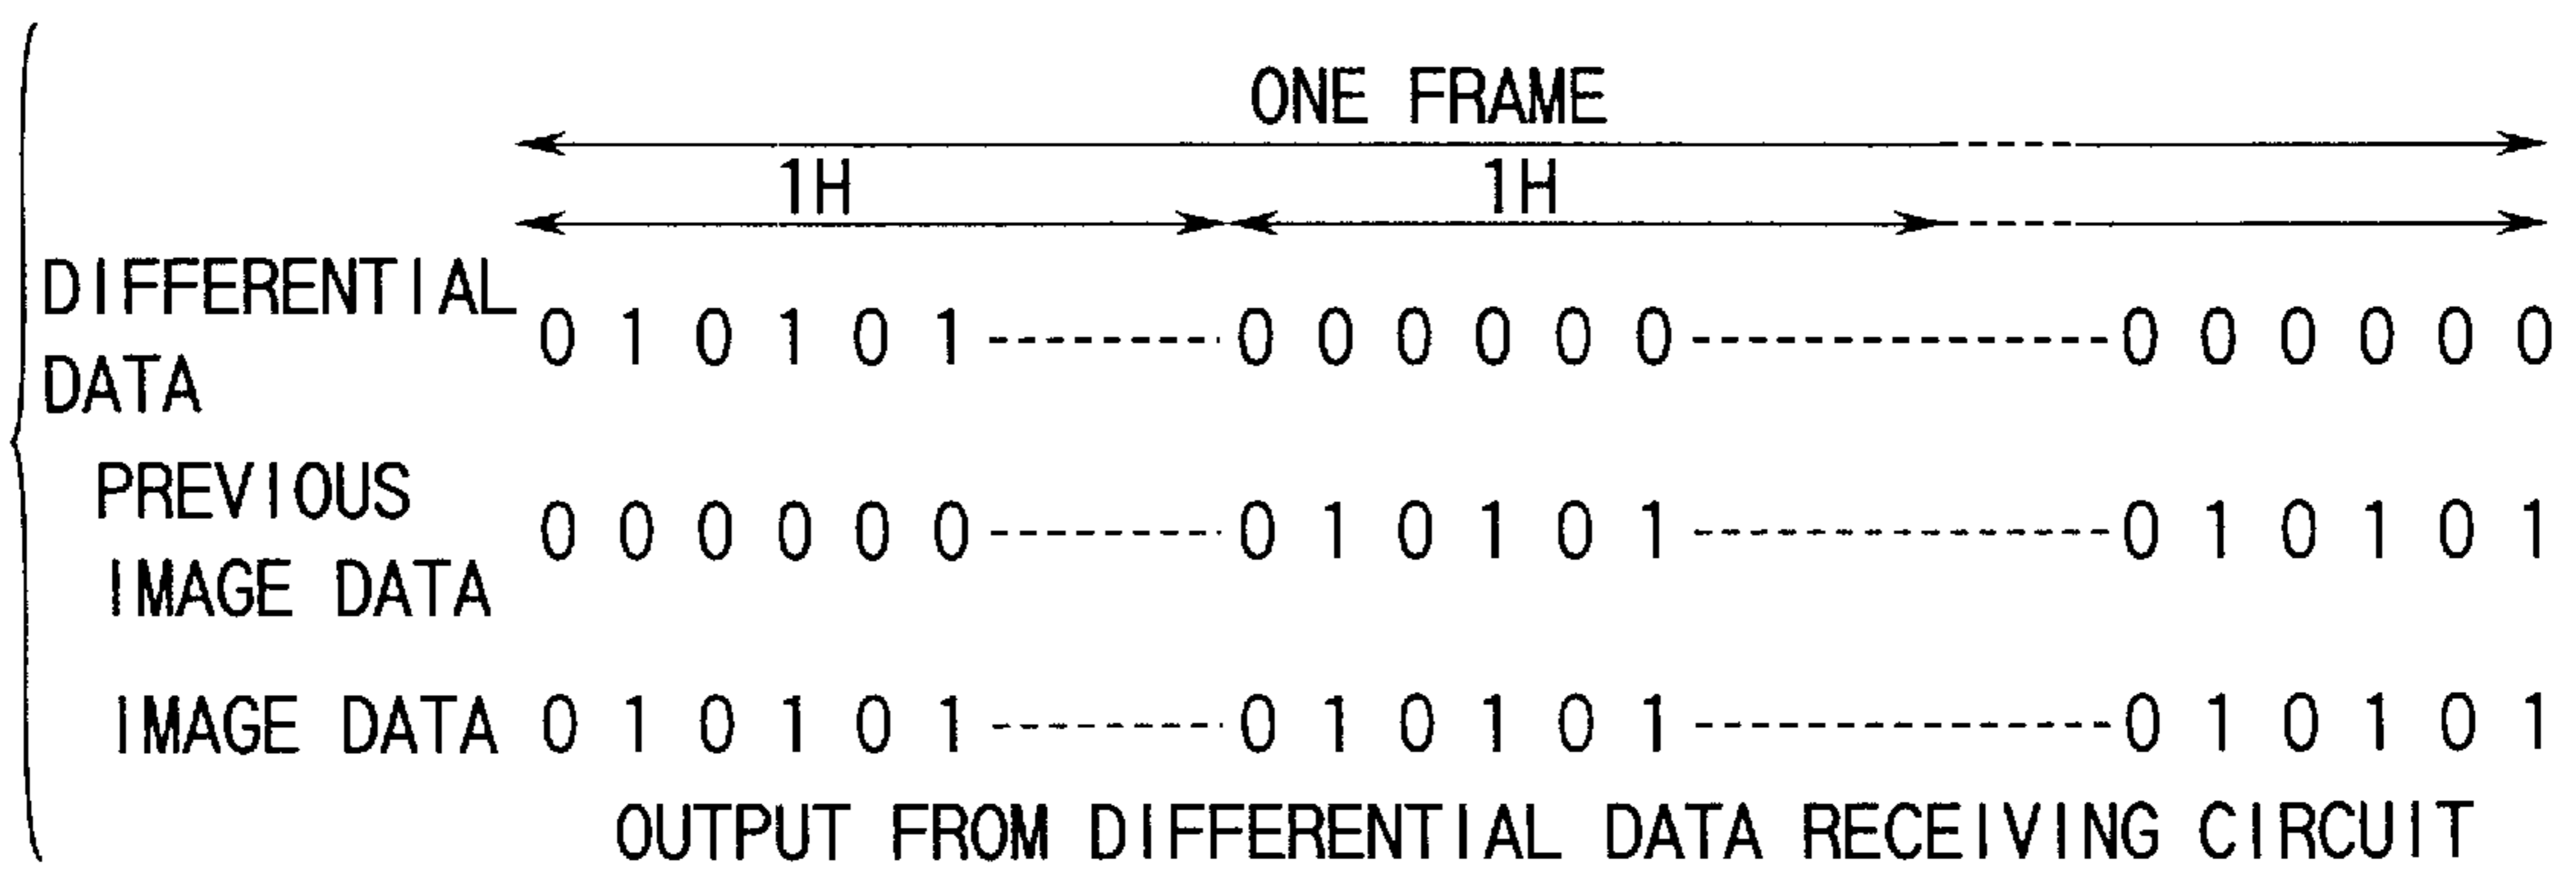 ONE FRAME
1H 1H
DIFFERENTIAL
DATA
0 1 0 1 0 1 --------- 0 0 0 0 0 0 --------------- 0 0 0 0 0 0
PREVIOUS
IMAGE DATA
0 0 0 0 0 0 --------- 0 1 0 1 0 1 --------------- 0 1 0 1 0 1
IMAGE DATA 0 1 0 1 0 1 --------- 0 1 0 1 0 1 --------------- 0 1 0 1 0 1
OUTPUT FROM DIFFERENTIAL DATA RECEIVING CIRCUIT